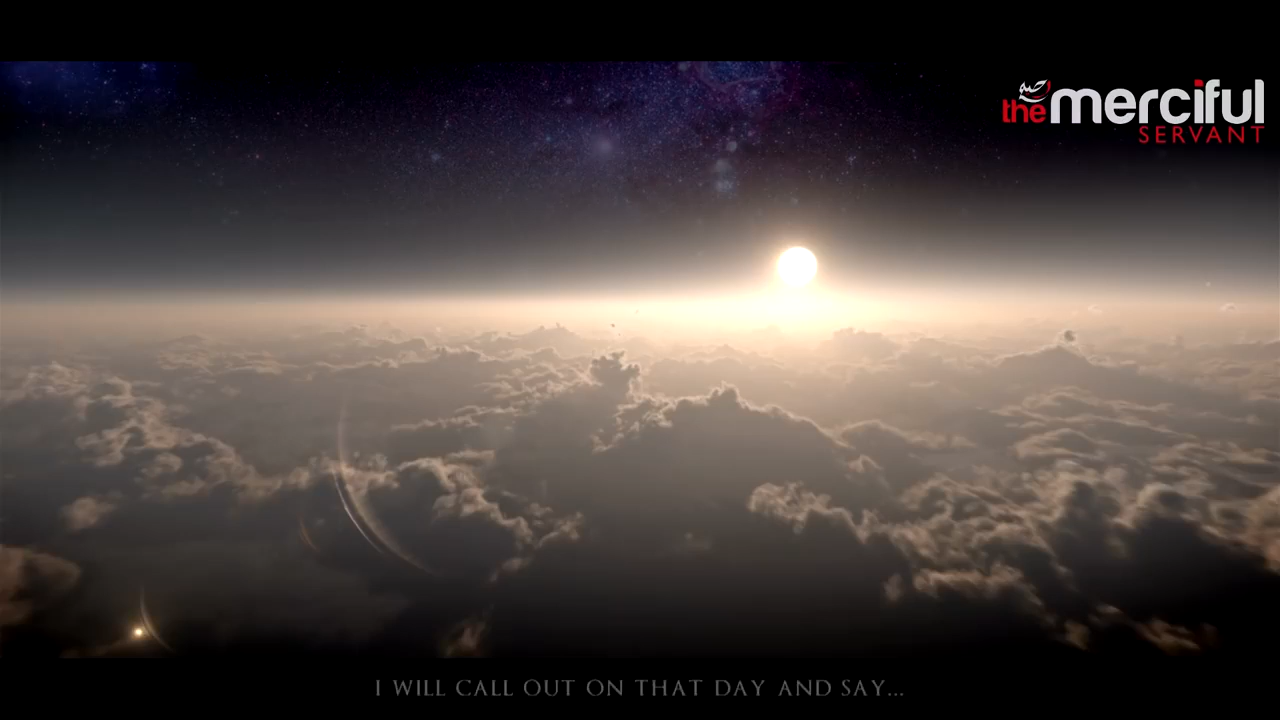 the merciful
SERVANT
I WILL CALL OUT ON THAT DAY AND SAY...